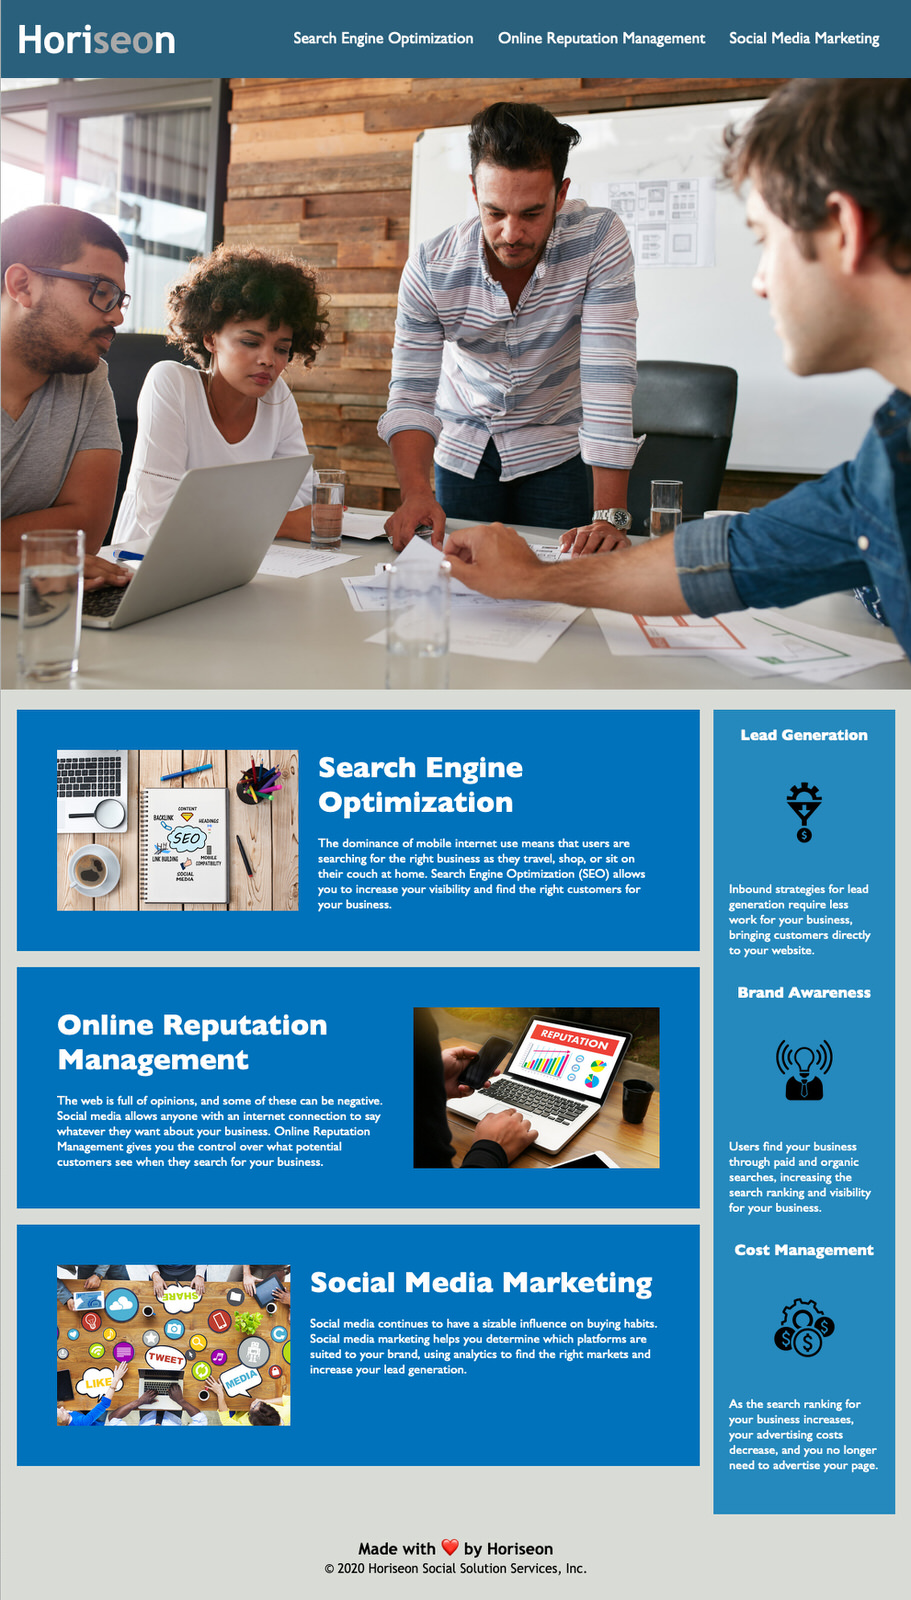 Horiseon
Search Engine Optimization
Online Reputation Management
Social Media Marketing
Search Engine
Optimization
The dominance of mobile internet use means that users are
searching for the right business as they travel, shop, or sit on
their couch at home. Search Engine Optimization (SEO) allows
you to increase your visibility and find the right customers for
your business.
CONTENT
BACKLINK
HEADINGS
SEO
LINK BUILDING
MOBILE
COMPATIBILITY
SOCIAL
MEDIA
Online Reputation
Management
The web is full of opinions, and some of these can be negative.
Social media allows anyone with an internet connection to say
whatever they want about your business. Online Reputation
Management gives you the control over what potential
customers see when they search for your business.
REPUTATION
Social Media Marketing
Social media continues to have a sizable influence on buying habits.
Social media marketing helps you determine which platforms are
suited to your brand, using analytics to find the right markets and
increase your lead generation.
SHARE
TWEET
LIKE
MEDIA
Lead Generation
$
Inbound strategies for lead
generation require less
work for your business,
bringing customers directly
to your website.
Brand Awareness
Users find your business
through paid and organic
searches, increasing the
search ranking and visibility
for your business.
Cost Management
$ $ $
As the search ranking for
your business increases,
your advertising costs
decrease, and you no longer
need to advertise your page.
Made with ❤️ by Horiseon
© 2020 Horiseon Social Solution Services, Inc.